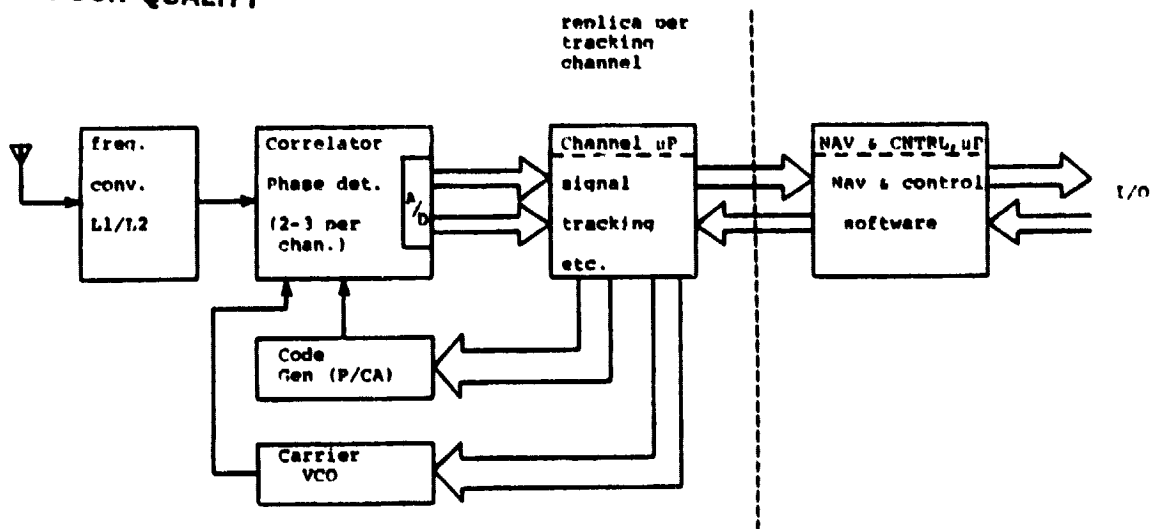 QUALITY
replica per
tracking
channel
freq.
conv.
L1/L2
Correlator
Phase det.
(2-3 per
chan.)
A/D
Channel uP
signal
tracking
etc.
NAV & CNTRL uP
NAV & control
software
I/O
Code
Gen (P/CA)
Carrier
VCO